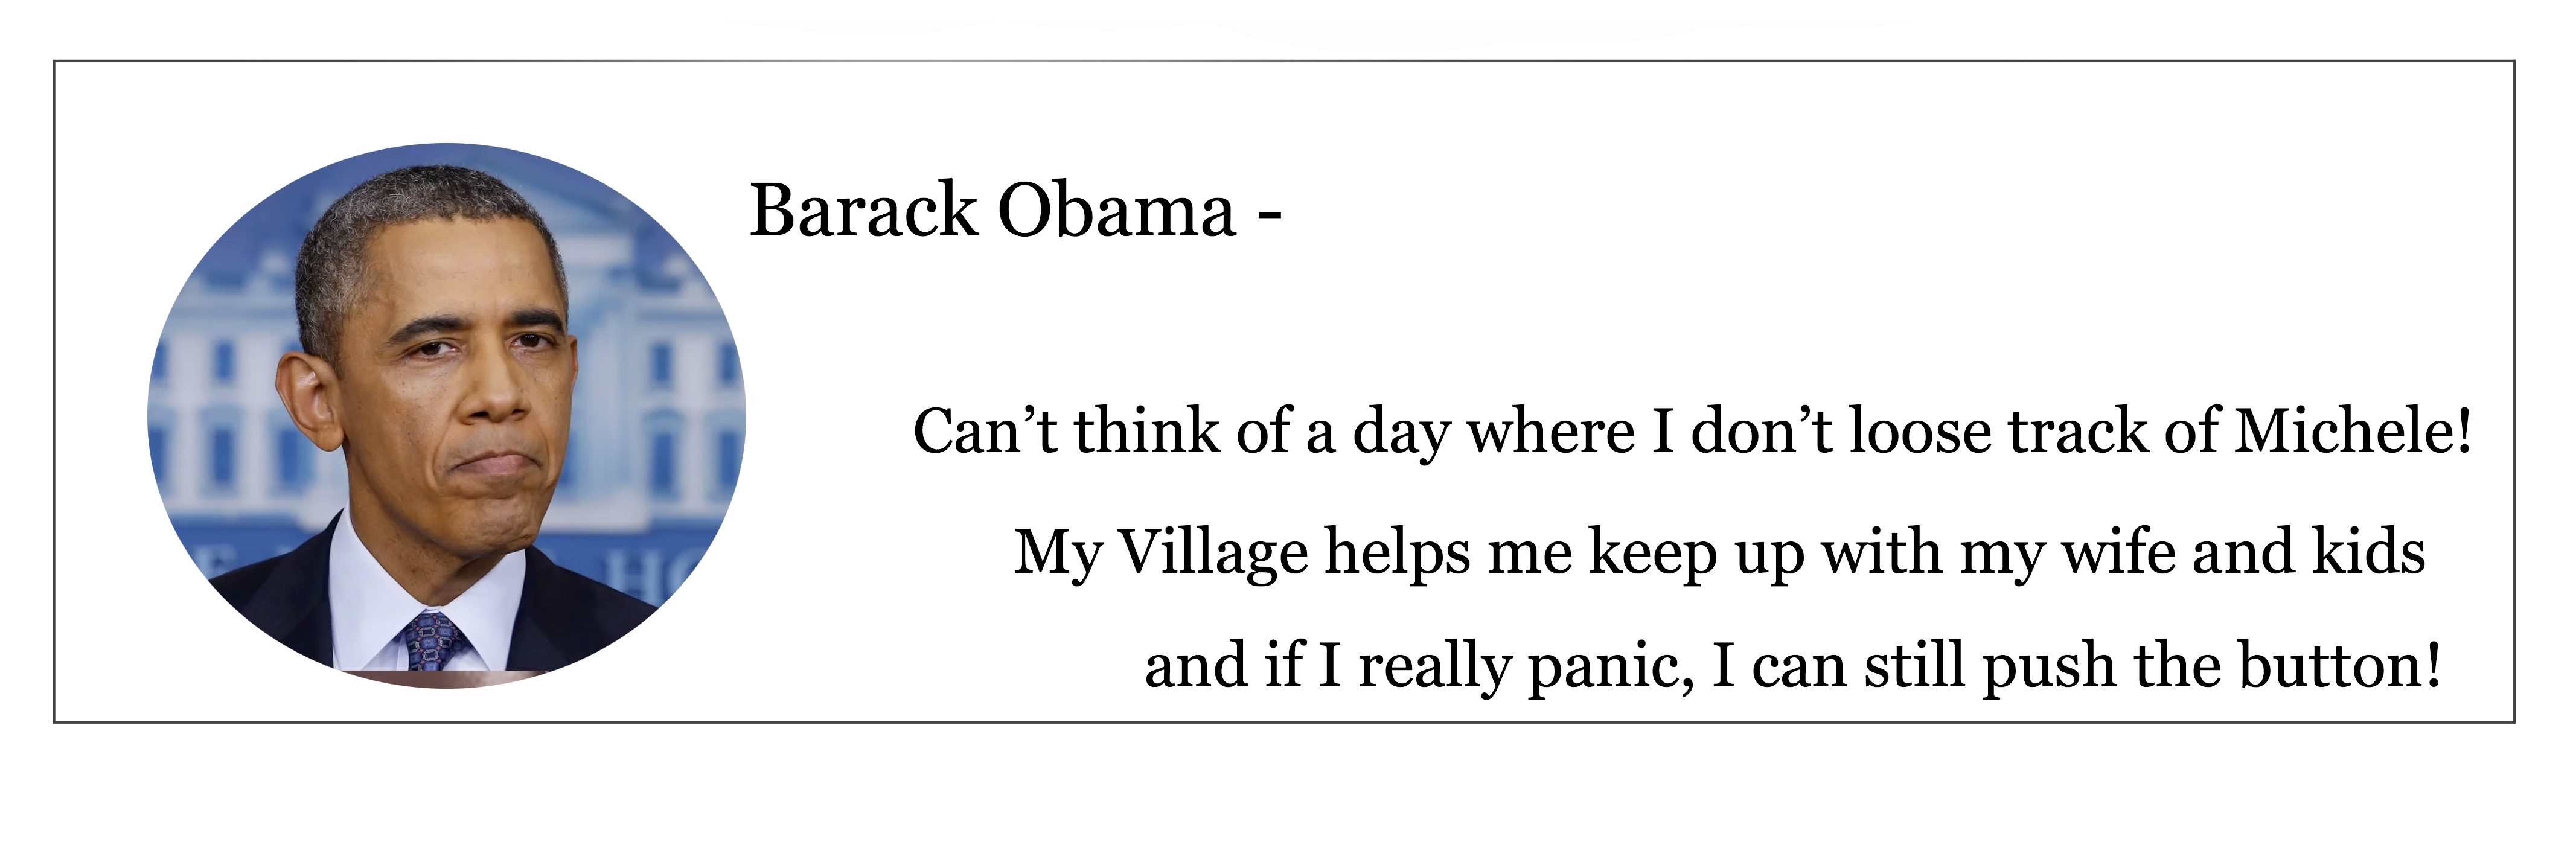 Barack Obama -
Can’t think of a day where I don’t loose track of Michele!
My Village helps me keep up with my wife and kids
and if I really panic, I can still push the button!